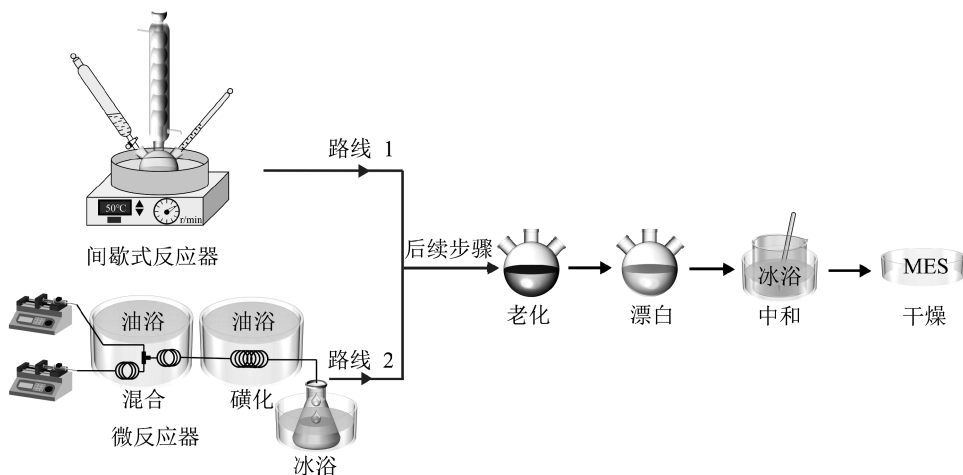 50℃
r/min
间歇式反应器
路线 1
后续步骤
老化
漂白
冰浴
中和
MES
干燥
油浴
油浴
混合
磺化
微反应器
路线 2
冰浴